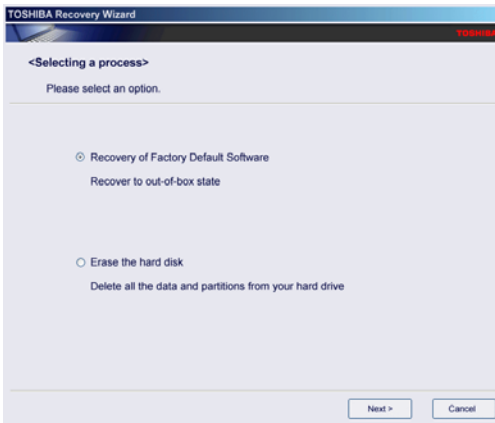 TOSHIBA Recovery Wizard
TOSHIBA
<Selecting a process>
Please select an option.
Recovery of Factory Default Software
Recover to out-of-box state
Erase the hard disk
Delete all the data and partitions from your hard drive
Next >
Cancel